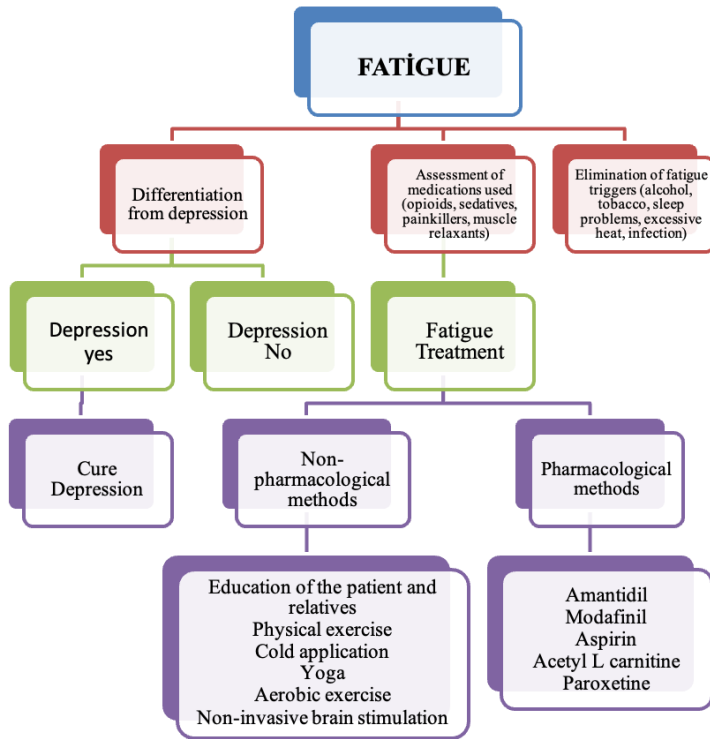 FATİGUE
Differentiation
from depression
Assessment of
medications used
(opioids, sedatives,
painkillers, muscle
relaxants)
Elimination of fatigue
triggers (alcohol,
tobacco, sleep
problems, excessive
heat, infection)
Depression
yes
Depression
No
Fatigue
Treatment
Cure
Depression
Non-
pharmacological
methods
Pharmacological
methods
Education of the patient and
relatives
Physical exercise
Cold application
Yoga
Aerobic exercise
Non-invasive brain stimulation
Amantidil
Modafinil
Aspirin
Acetyl L carnitine
Paroxetine